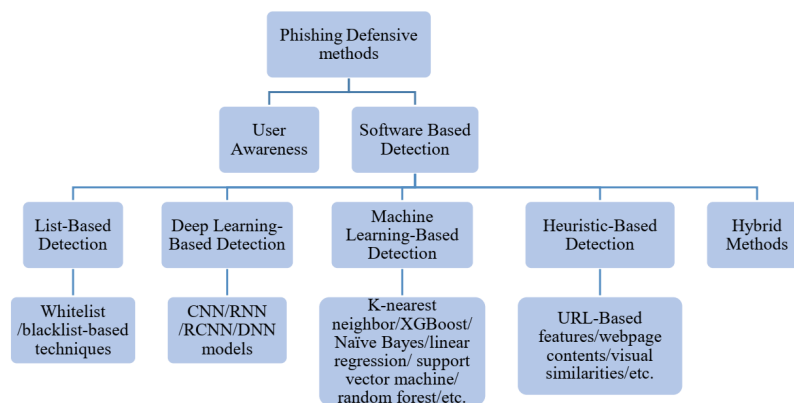 Phishing Defensive
methods
User
Awareness
Software Based
Detection
List-Based
Detection
Deep Learning-
Based Detection
Machine
Learning-Based
Detection
Heuristic-Based
Detection
Hybrid
Methods
Whitelist
/blacklist-based
techniques
CNN/RNN
/RCNN/DNN
models
K-nearest
neighbor/XGBoost/
Naïve Bayes/linear
regression/ support
vector machine/
random forest/etc.
URL-Based
features/webpage
contents/visual
similarities/etc.